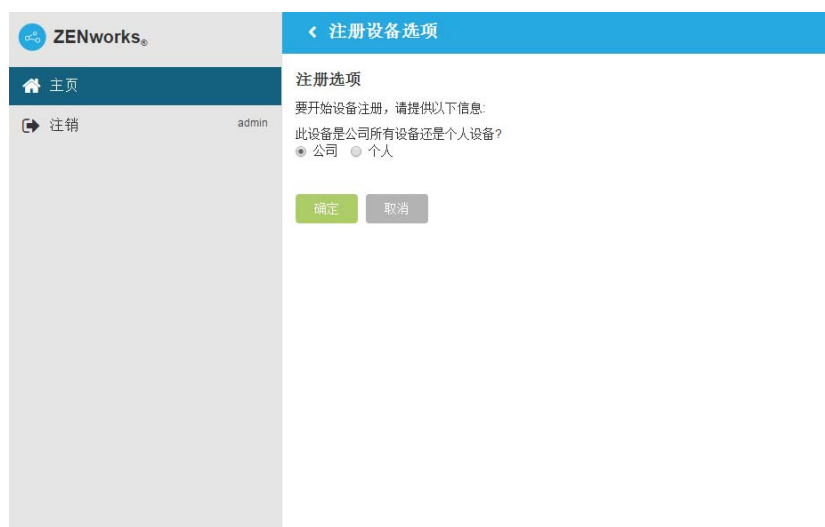 ZENworks®
主页
注销 admin
注册设备选项
注册选项
要开始设备注册，请提供以下信息:
此设备是公司所有设备还是个人设备?
公司 个人
确定 取消